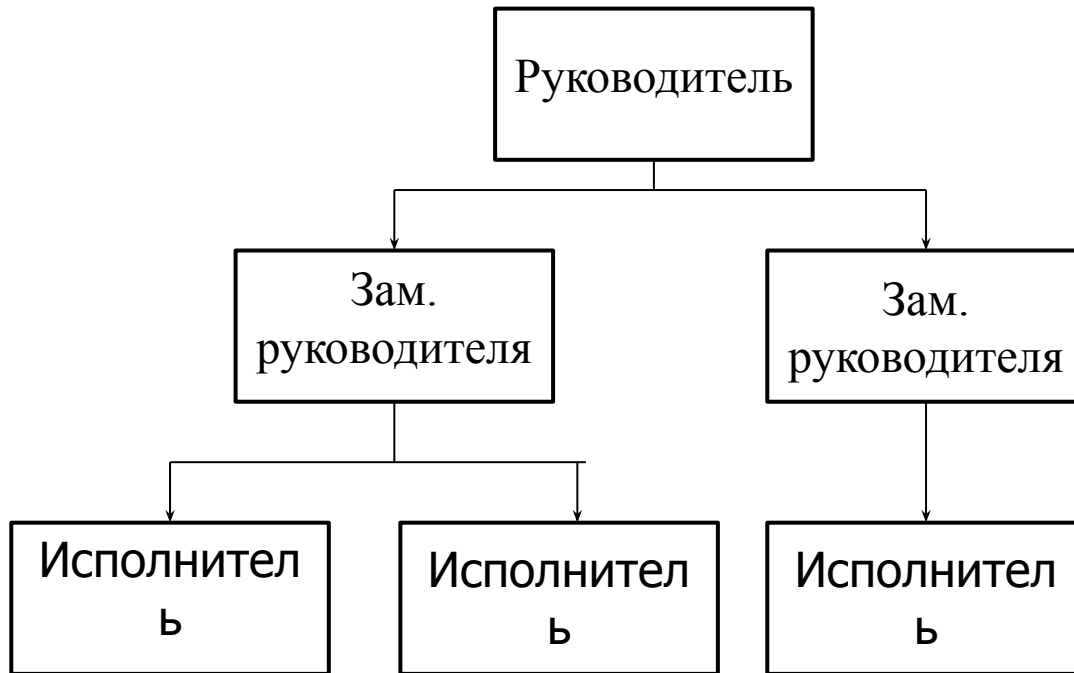 Руководитель
Зам.
руководителя
Зам.
руководителя
Исполнител
ь
Исполнител
ь
Исполнител
ь